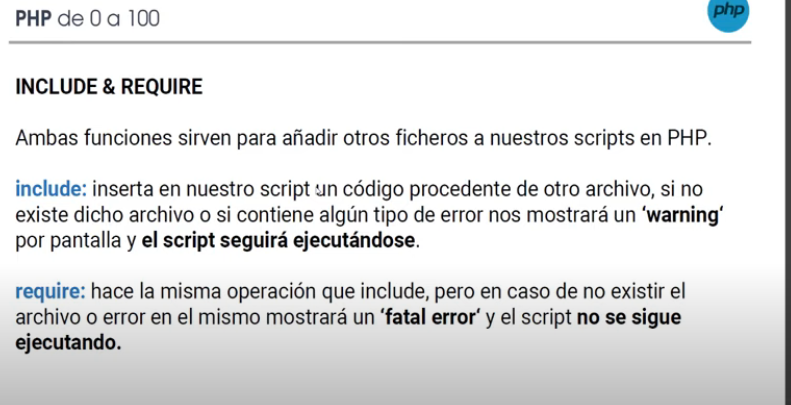 PHP de 0 a 100
php
INCLUDE & REQUIRE
Ambas funciones sirven para añadir otros ficheros a nuestros scripts en PHP.
include: inserta en nuestro script un código procedente de otro archivo, si no
existe dicho archivo o si contiene algún tipo de error nos mostrará un ‘warning‘
por pantalla y el script seguirá ejecutándose.
require: hace la misma operación que include, pero en caso de no existir el
archivo o error en el mismo mostrará un ‘fatal error‘ y el script no se sigue
ejecutando.